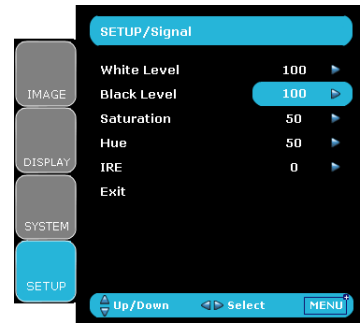 SETUP/Signal
White Level 100
Black Level 100
Saturation 50
Hue 50
IRE 0
Exit
IMAGE
DISPLAY
SYSTEM
SETUP
Up/Down Select MENU